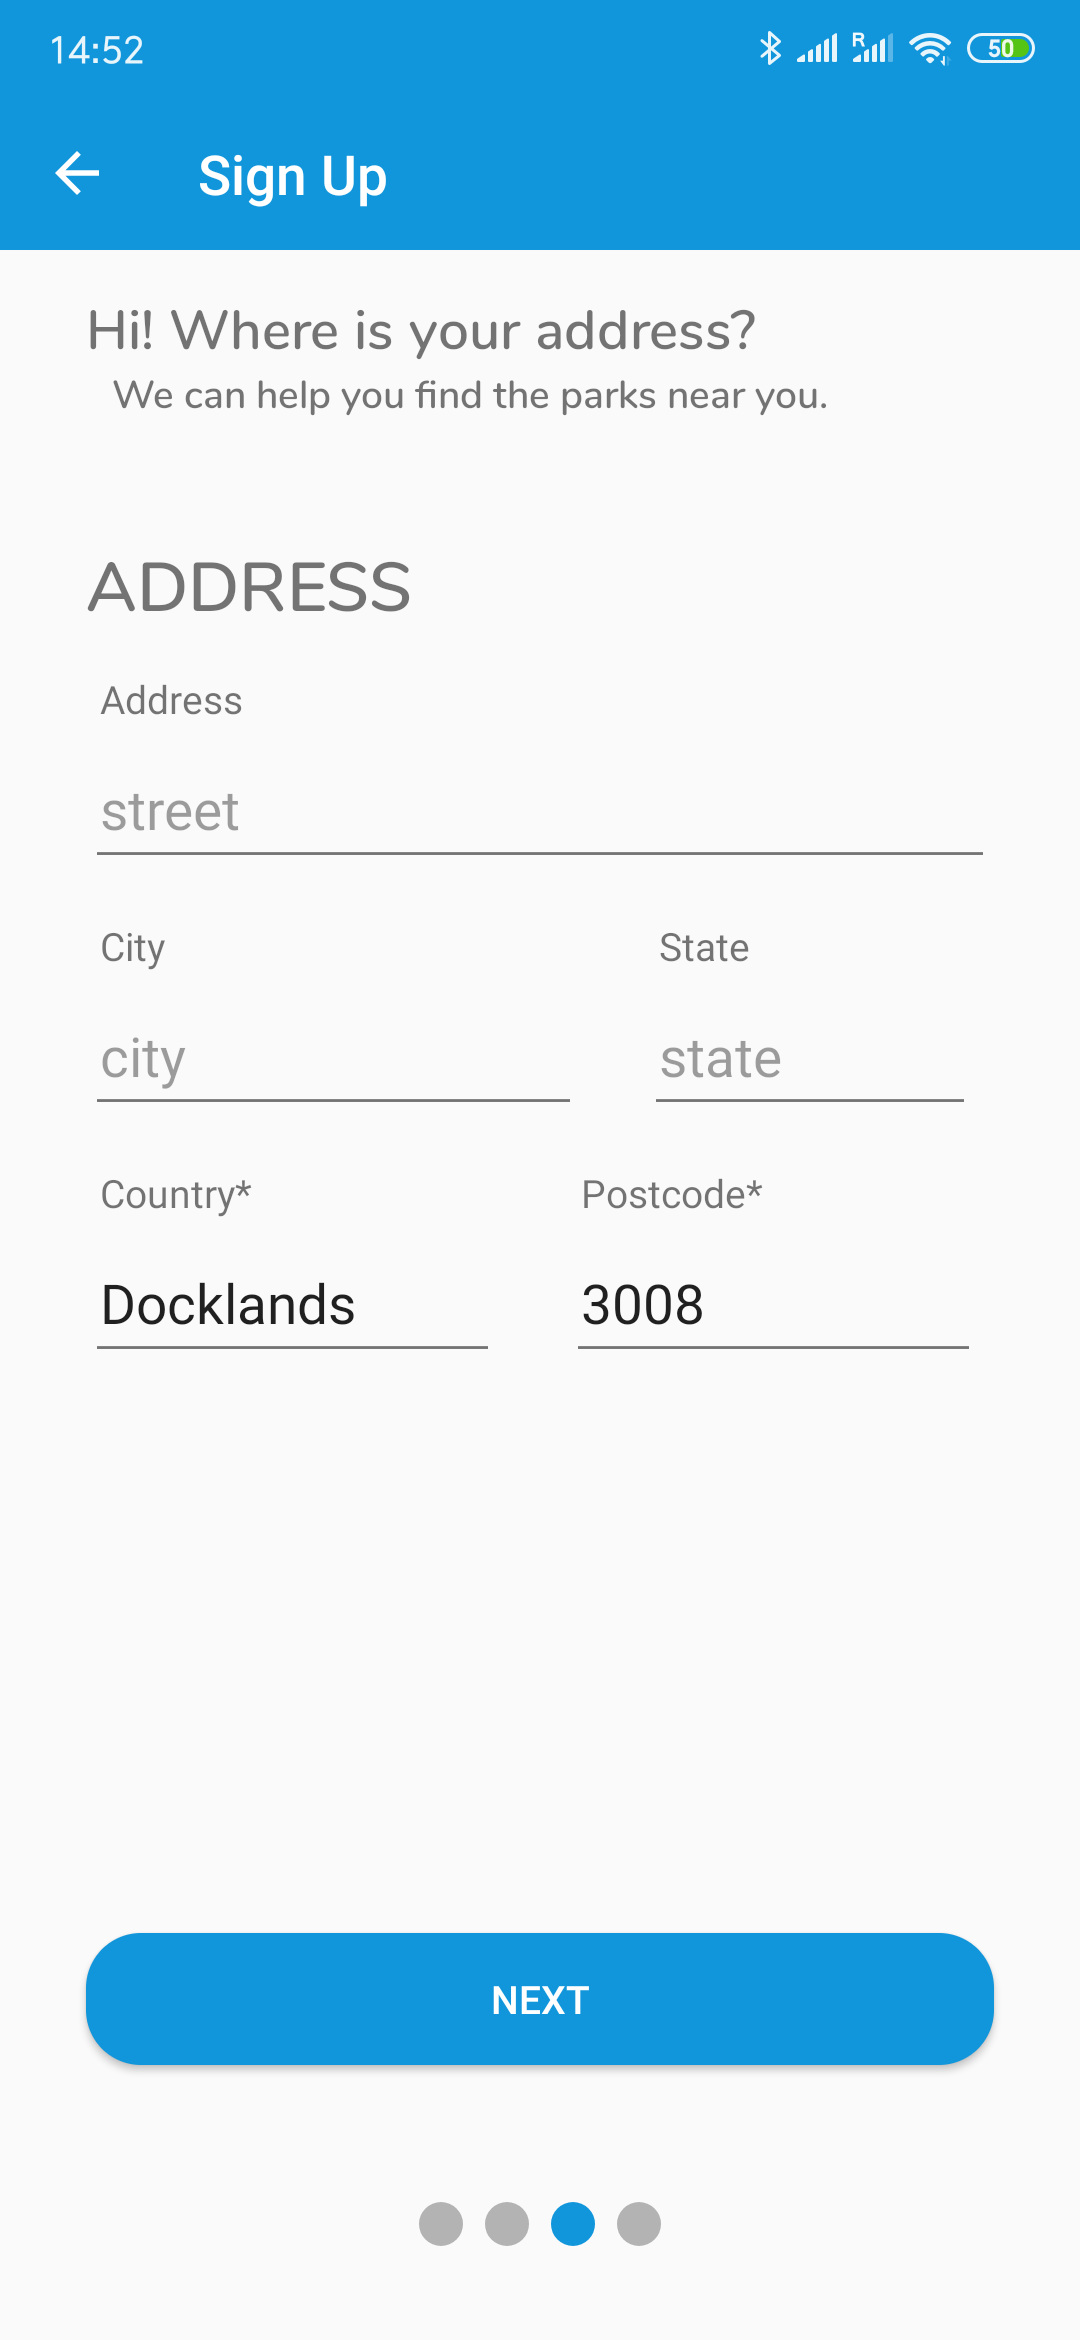 14:52
R
50
Sign Up
Hi! Where is your address?
We can help you find the parks near you.
ADDRESS
Address
street
City State
city state
Country* Postcode*
Docklands 3008
NEXT